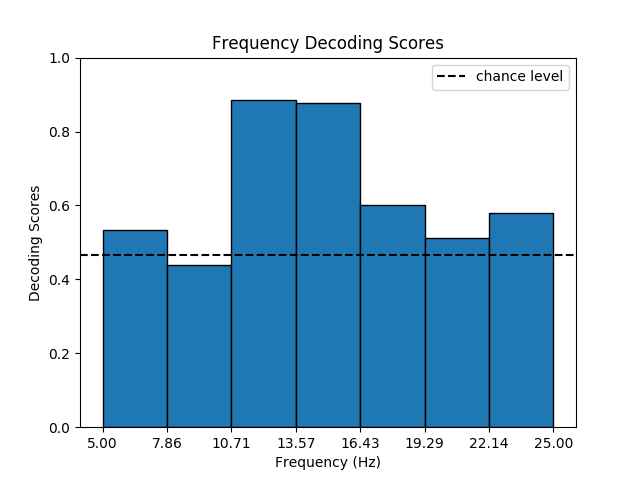 Frequency Decoding Scores
chance level
Decoding Scores
1.0
0.8
0.6
0.4
0.2
0.0
5.00 7.86 10.71 13.57 16.43 19.29 22.14 25.00
Frequency (Hz)